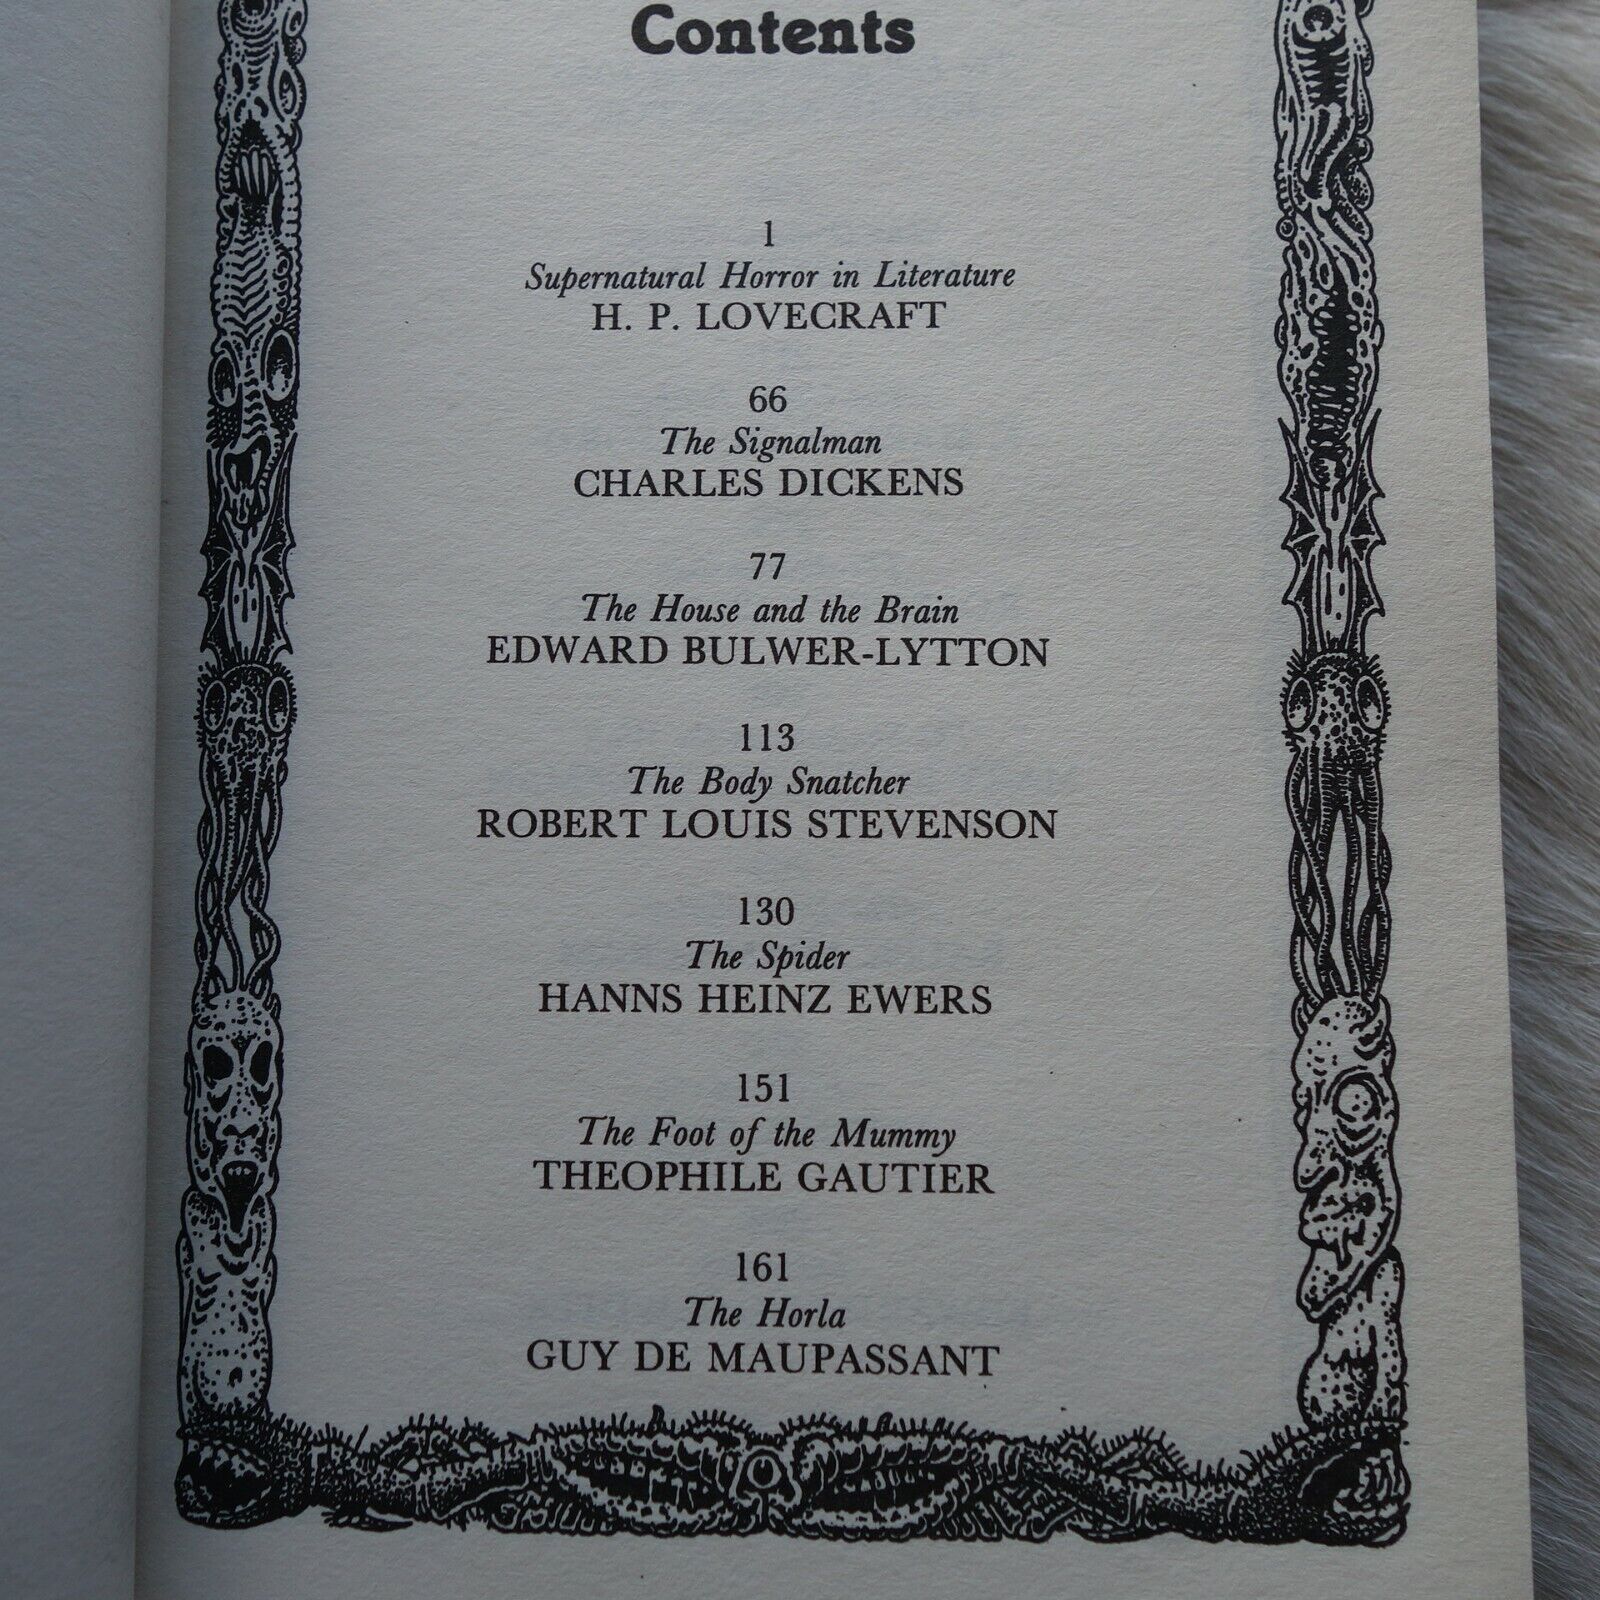 Contents
1
Supernatural Horror in Literature
H. P. LOVECRAFT
66
The Signalman
CHARLES DICKENS
77
The House and the Brain
EDWARD BULWER-LYTTON
113
The Body Snatcher
ROBERT LOUIS STEVENSON
130
The Spider
HANNS HEINZ EWERS
151
The Foot of the Mummy
THEOPHILE GAUTIER
161
The Horla
GUY DE MAUPASSANT